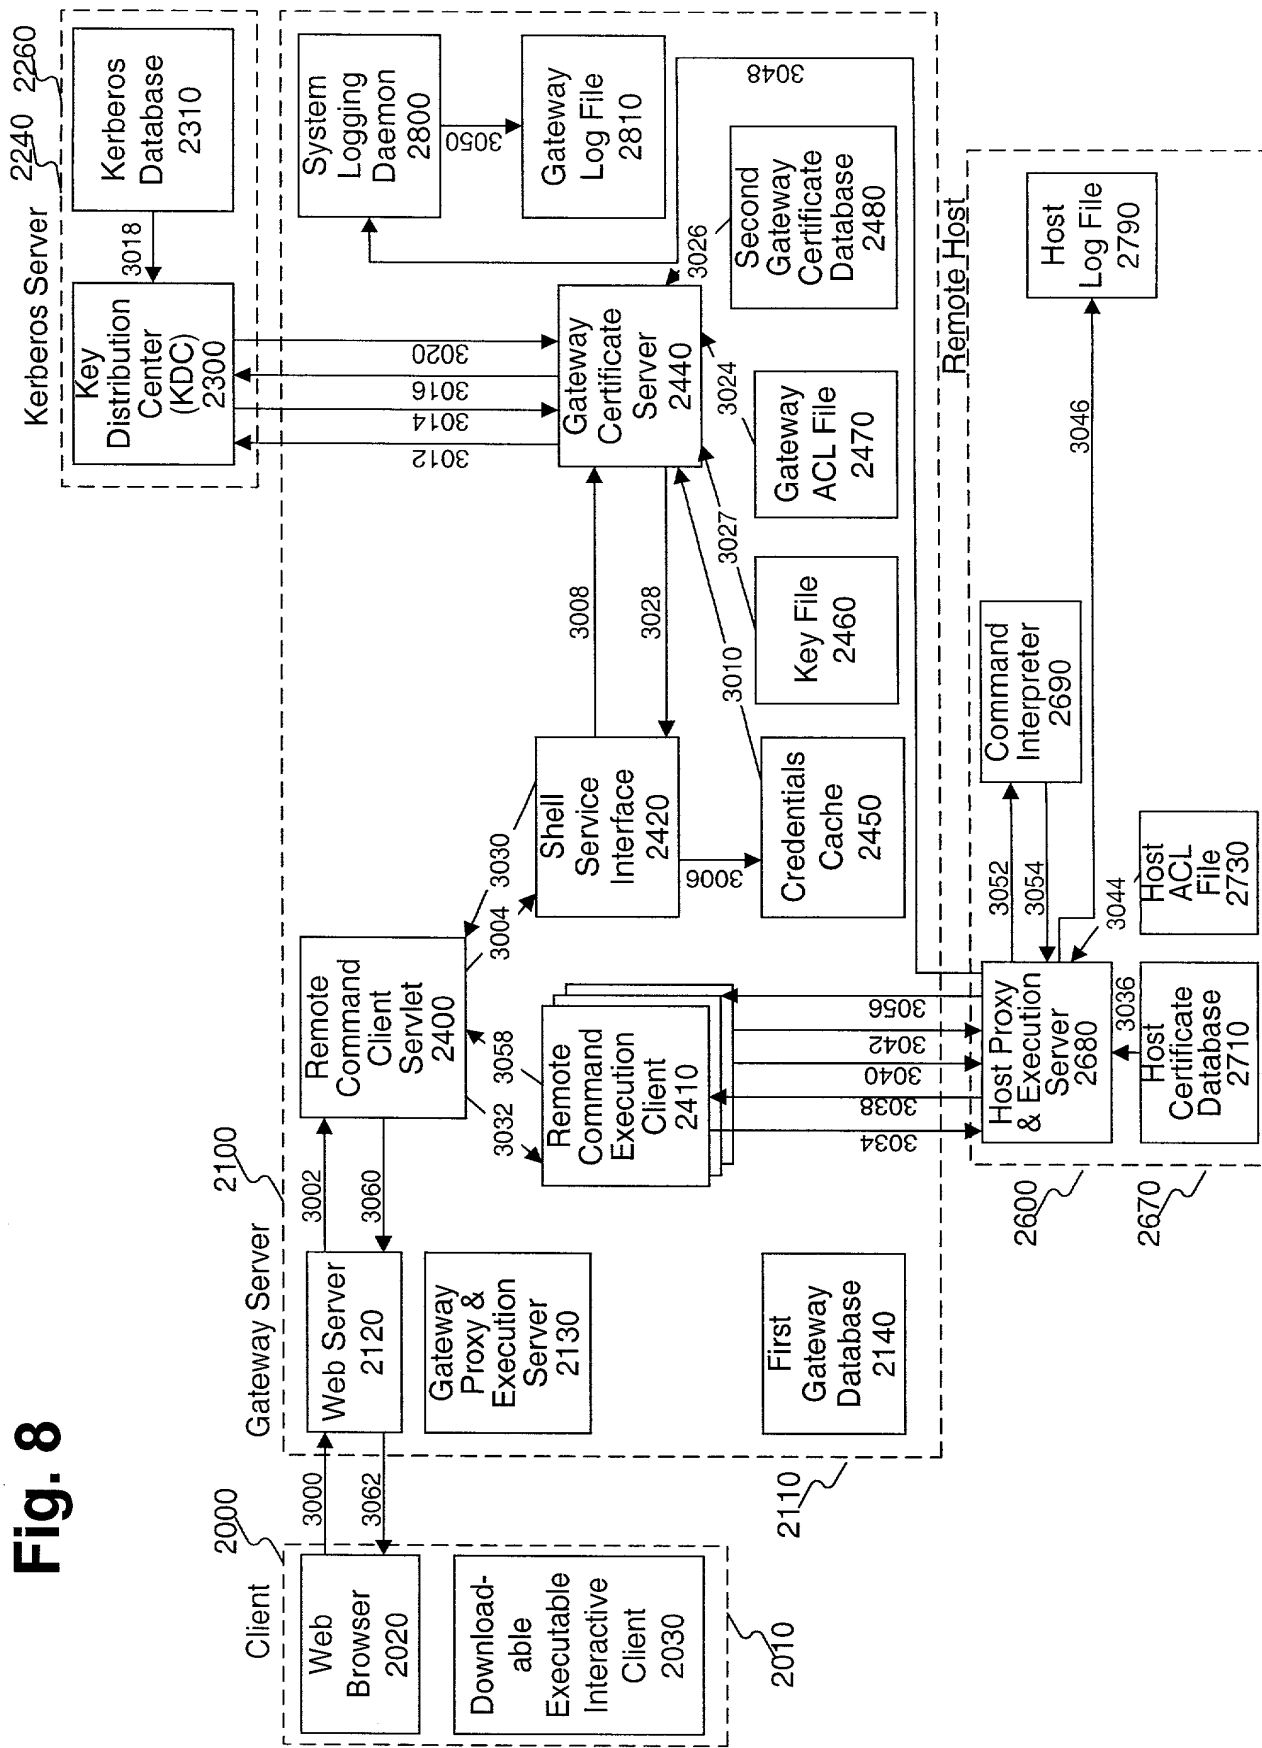 Fig. 8
Client
2000
Web
Browser
2020
Download-
able
Executable
Interactive
Client
2030
2010
3000
3062
Gateway Server
2100
Web Server
2120
Gateway
Proxy &
Execution
Server
2130
First
Gateway
Database
2140
2110
3002
3060
Remote
Command
Client
Servlet
2400
3032
3058
Remote
Command
Execution
Client
2410
3004
3030
Shell
Service
Interface
2420
3006
Credentials
Cache
2450
3008
3028
3010
Key File
2460
3027
Gateway
ACL File
2470
3024
Gateway
Certificate
Server
2440
3026
Second
Gateway
Certificate
Database
2480
System
Logging
Daemon
2800
3050
Gateway
Log File
2810
3048
Kerberos Server
2240
2260
Key
Distribution
Center
(KDC)
2300
3018
Kerberos
Database
2310
3012
3014
3016
3020
3034
3038
3040
3042
3056
Remote Host
2600
2670
Host Proxy
& Execution
Server
2680
3036
Host
Certificate
Database
2710
3044
Host
ACL
File
2730
3052
3054
Command
Interpreter
2690
3046
Host
Log File
2790